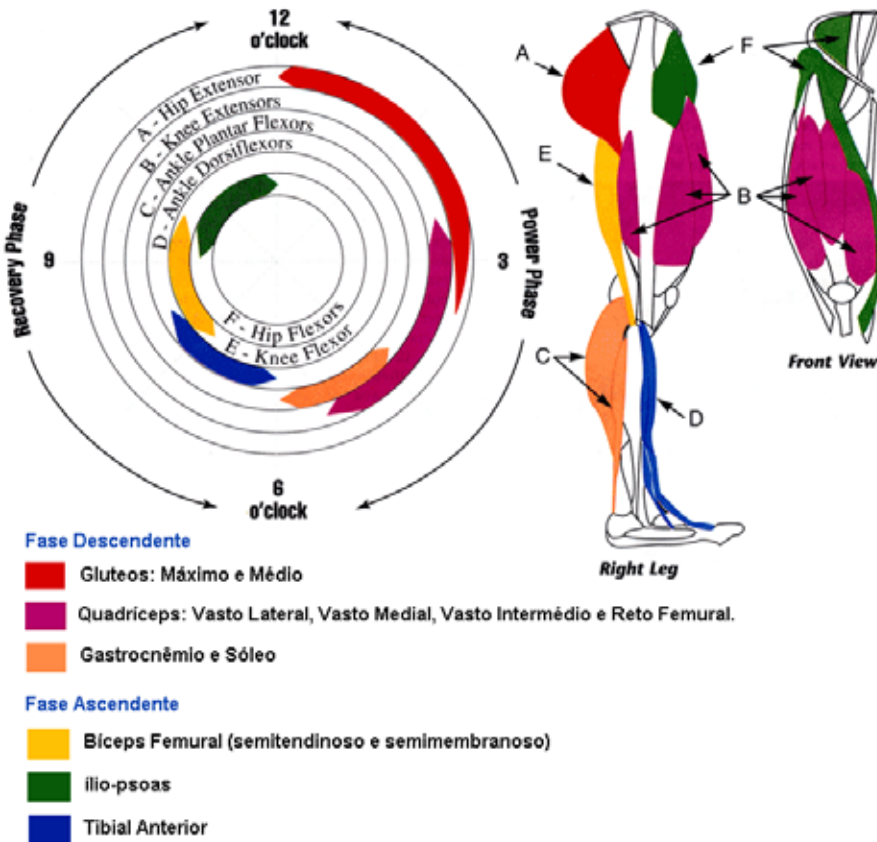 12
o'clock
A - Hip Extensor
B - Knee Extensors
C - Ankle Plantar Flexors
D - Ankle Dorsiflexors
Recovery Phase
9
Power Phase
3
F - Hip Flexors
E - Knee Flexor
6
o'clock
A
F
E
B
C
D
Front View
Right Leg
Fase Descendente
Gluteos: Máximo e Médio
Quadríceps: Vasto Lateral, Vasto Medial, Vasto Intermédio e Reto Femural.
Gastrocnêmio e Sóleo
Fase Ascendente
Bíceps Femural (semitendinoso e semimembranoso)
ílio-psoas
Tibial Anterior